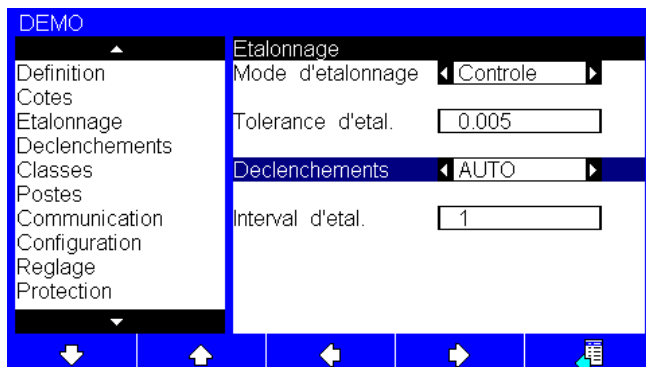 DEMO
Definition
Cotes
Etalonnage
Declenchements
Classes
Postes
Communication
Configuration
Reglage
Protection
Etalonnage
Mode d'etalonnage Controle
Tolerance d'etal. 0.005
Declenchements AUTO
Interval d'etal. 1